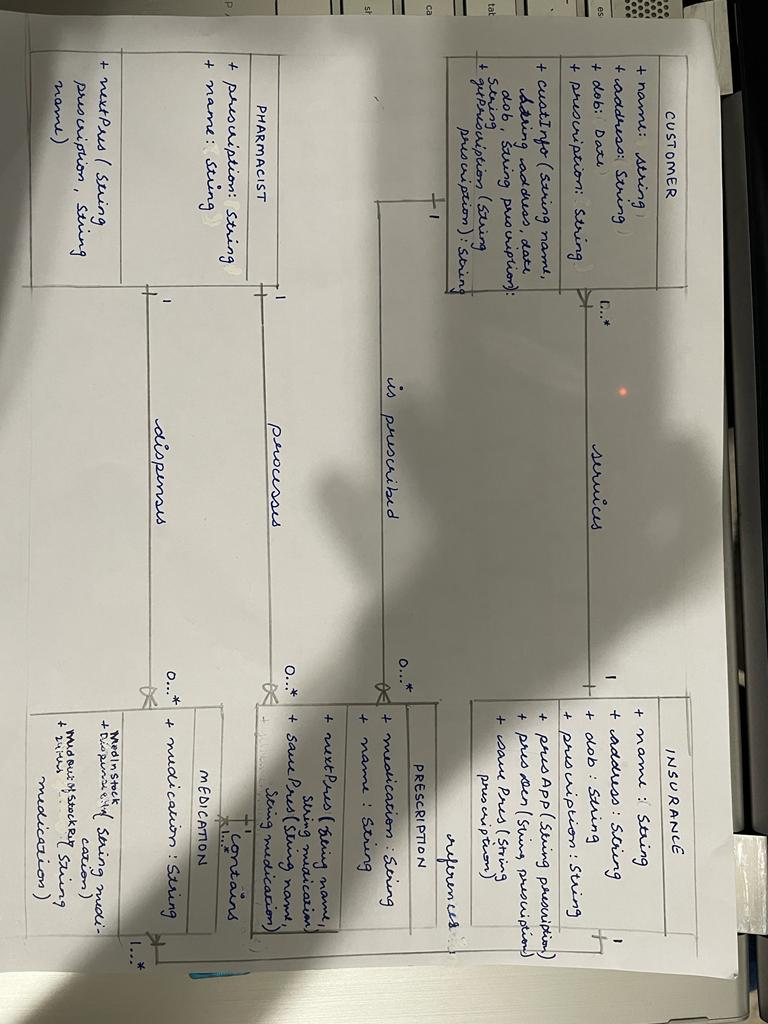 CUSTOMER
+ name: String
+ address: String
+ dob: Date
+ prescription: String
+ custInfo (String name,
String address, date
dob, String prescription):
String
+ getPrescription (String
prescription): String
1...*
services
1
INSURANCE
+ name: String
+ address: String
+ dob: String
+ prescription: String
+ presApp (String prescription)
+ presDen (String prescription)
+ save Pres (String
prescription)
1
references
1
is prescribed
0...*
PRESCRIPTION
+ medication: String
+ name: String
+ nextPres (String name,
String medication)
+ savePres (String name,
String medication)
PHARMACIST
+ prescription: String
+ name: String
+ nextPres (String
prescription, String
name)
1
processes
0...*
1
contains
1...*
1
dispenses
0...*
MEDICATION
+ medication: String
+ MedInStock
(String medi-
cation)
+ MedOutOfStock
(String
medication)
1...*